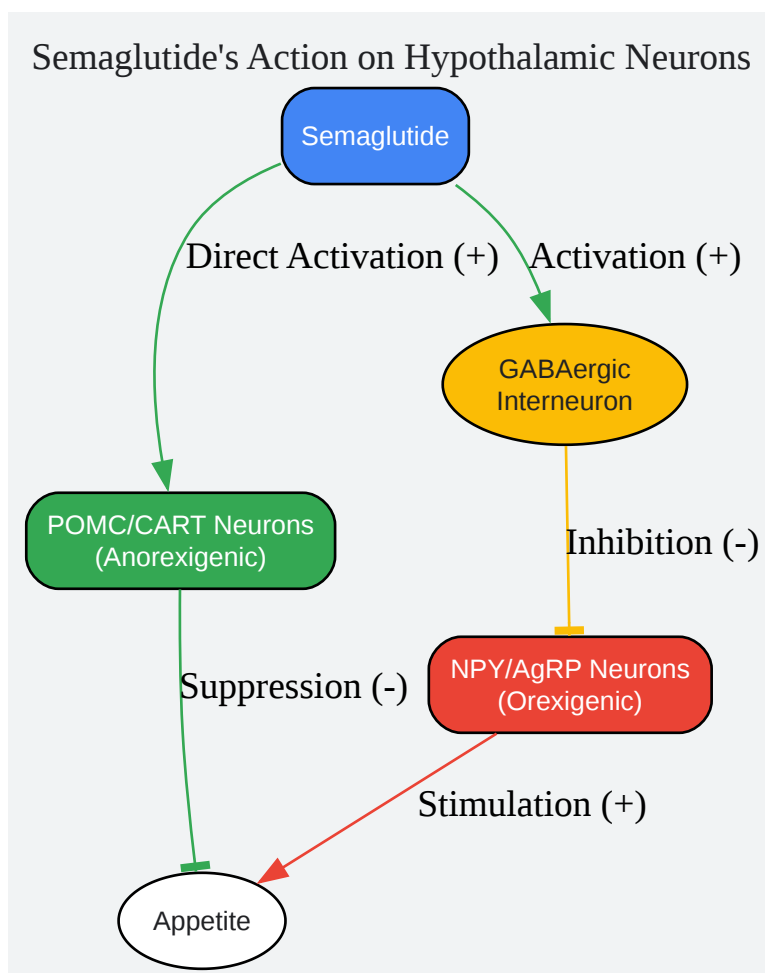 Semaglutide's Action on Hypothalamic Neurons
Semaglutide
Direct Activation (+)
Activation (+)
GABAergic
Interneuron
POMC/CART Neurons
(Anorexigenic)
Inhibition (-)
Suppression (-)
NPY/AgRP Neurons
(Orexigenic)
Stimulation (+)
Appetite